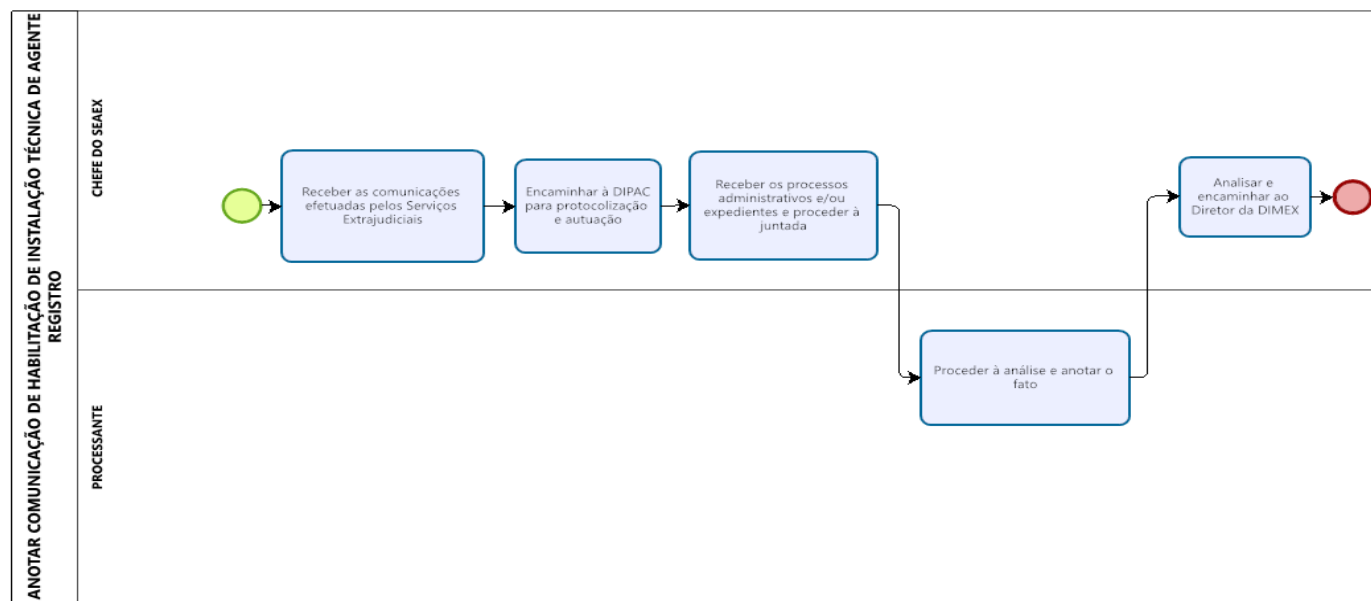 ANOTAR COMUNICAÇÃO DE HABILITAÇÃO DE INSTALAÇÃO TÉCNICA DE AGENTE
REGISTRO
CHEFE DO SEAEX
Receber as comunicações
efetuadas pelos Serviços
Extrajudiciais
Encaminhar à DIPAC
para protocolização
e autuação
Receber os processos
administrativos e/ou
expedientes e proceder à
juntada
Analisar e
encaminhar ao
Diretor da DIMEX
PROCESSANTE
Proceder à análise e anotar o
fato